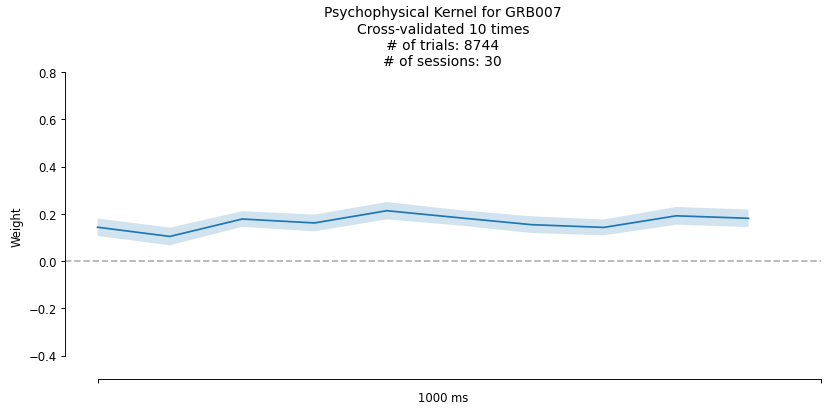 Psychophysical Kernel for GRB007
Cross-validated 10 times
# of trials: 8744
# of sessions: 30
0.8
0.6
0.4
0.2
0.0
−0.2
−0.4
Weight
1000 ms